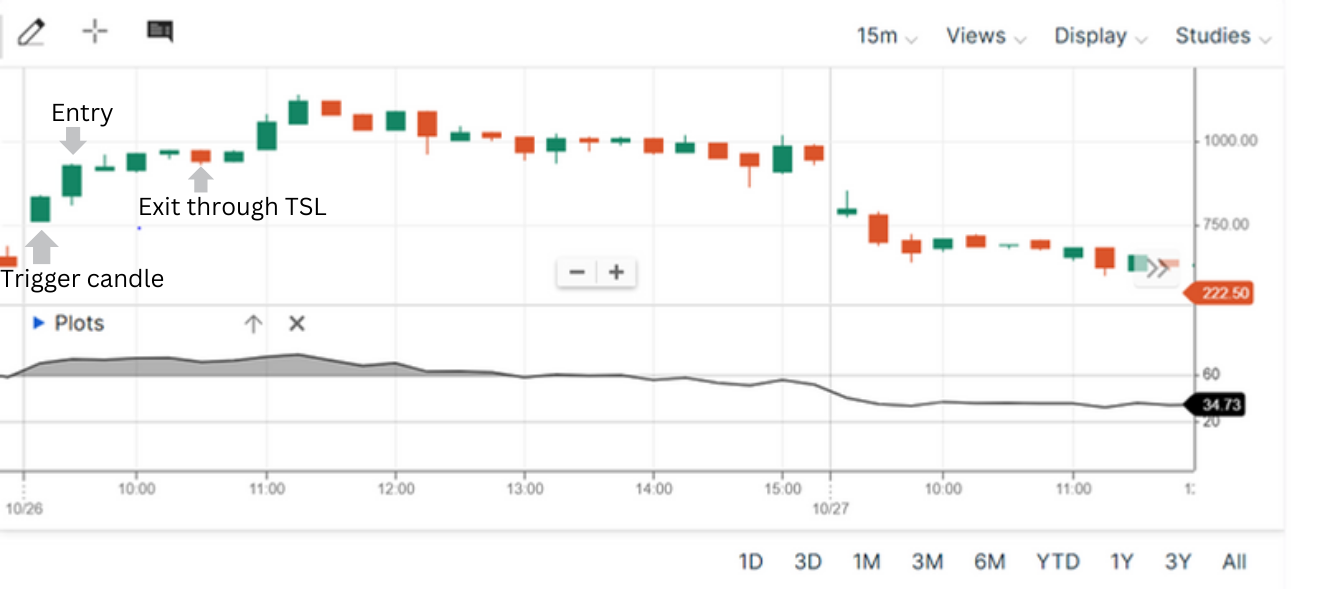 15m Views Display Studies
Entry
1000.00
Exit through TSL
750.00
Trigger candle
222.50
Plots
60
34.73
20
10:00 11:00 12:00 13:00 14:00 15:00 10:00 11:00
10/26 10/27
1D 3D 1M 3M 6M YTD 1Y 3Y All